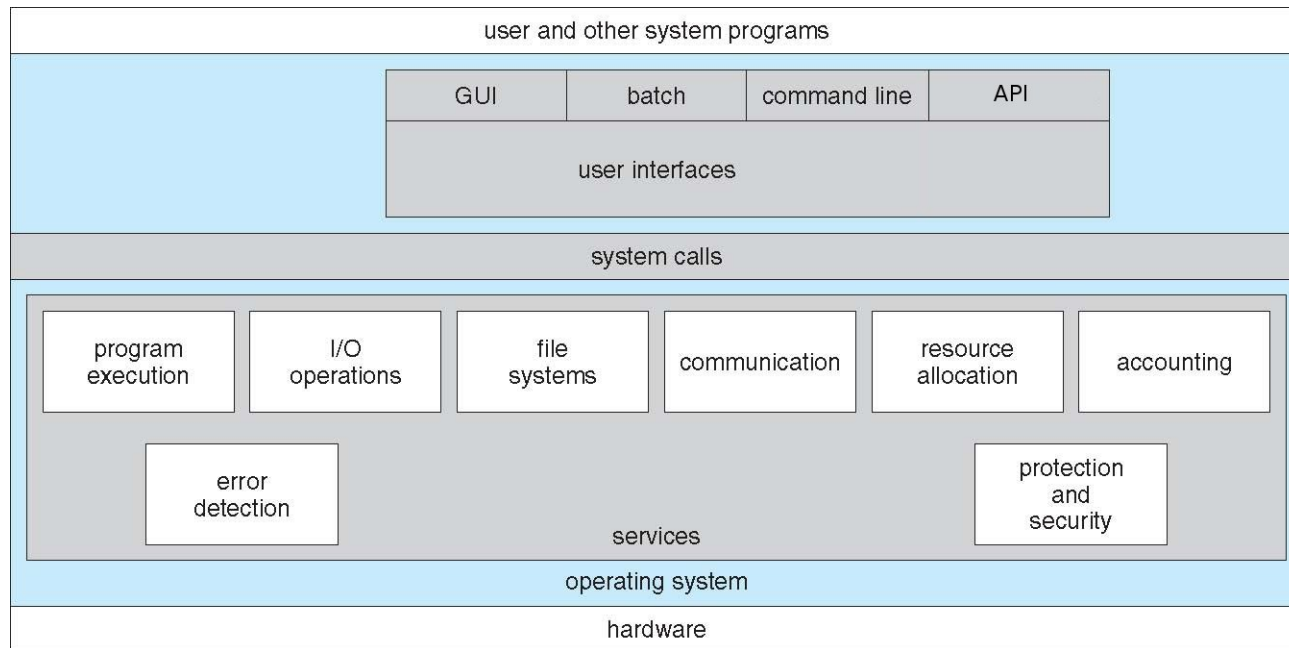 user and other system programs
GUI
batch
command line
API
user interfaces
system calls
program
execution
I/O
operations
file
systems
communication
resource
allocation
accounting
error
detection
protection
and
security
services
operating system
hardware